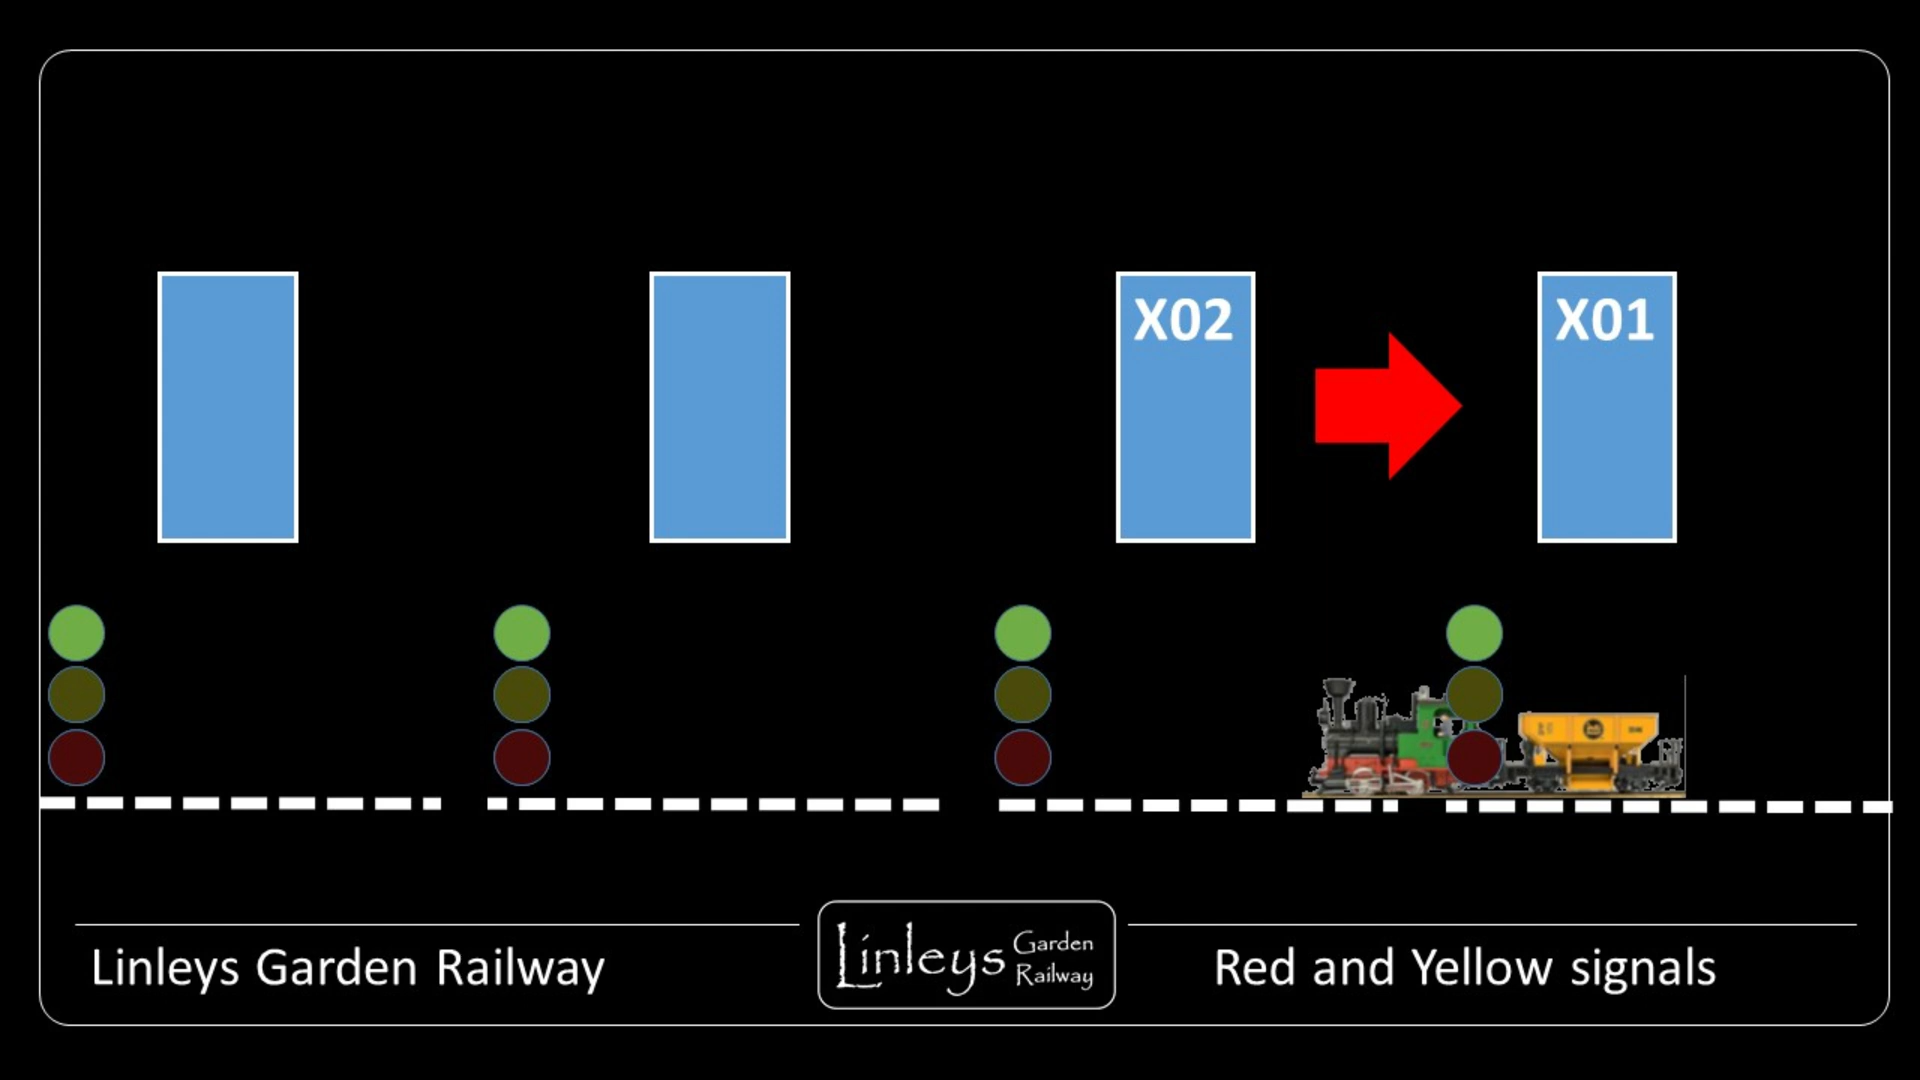 X02
X01
Linleys Garden Railway
Linleys Garden
Railway
Red and Yellow signals